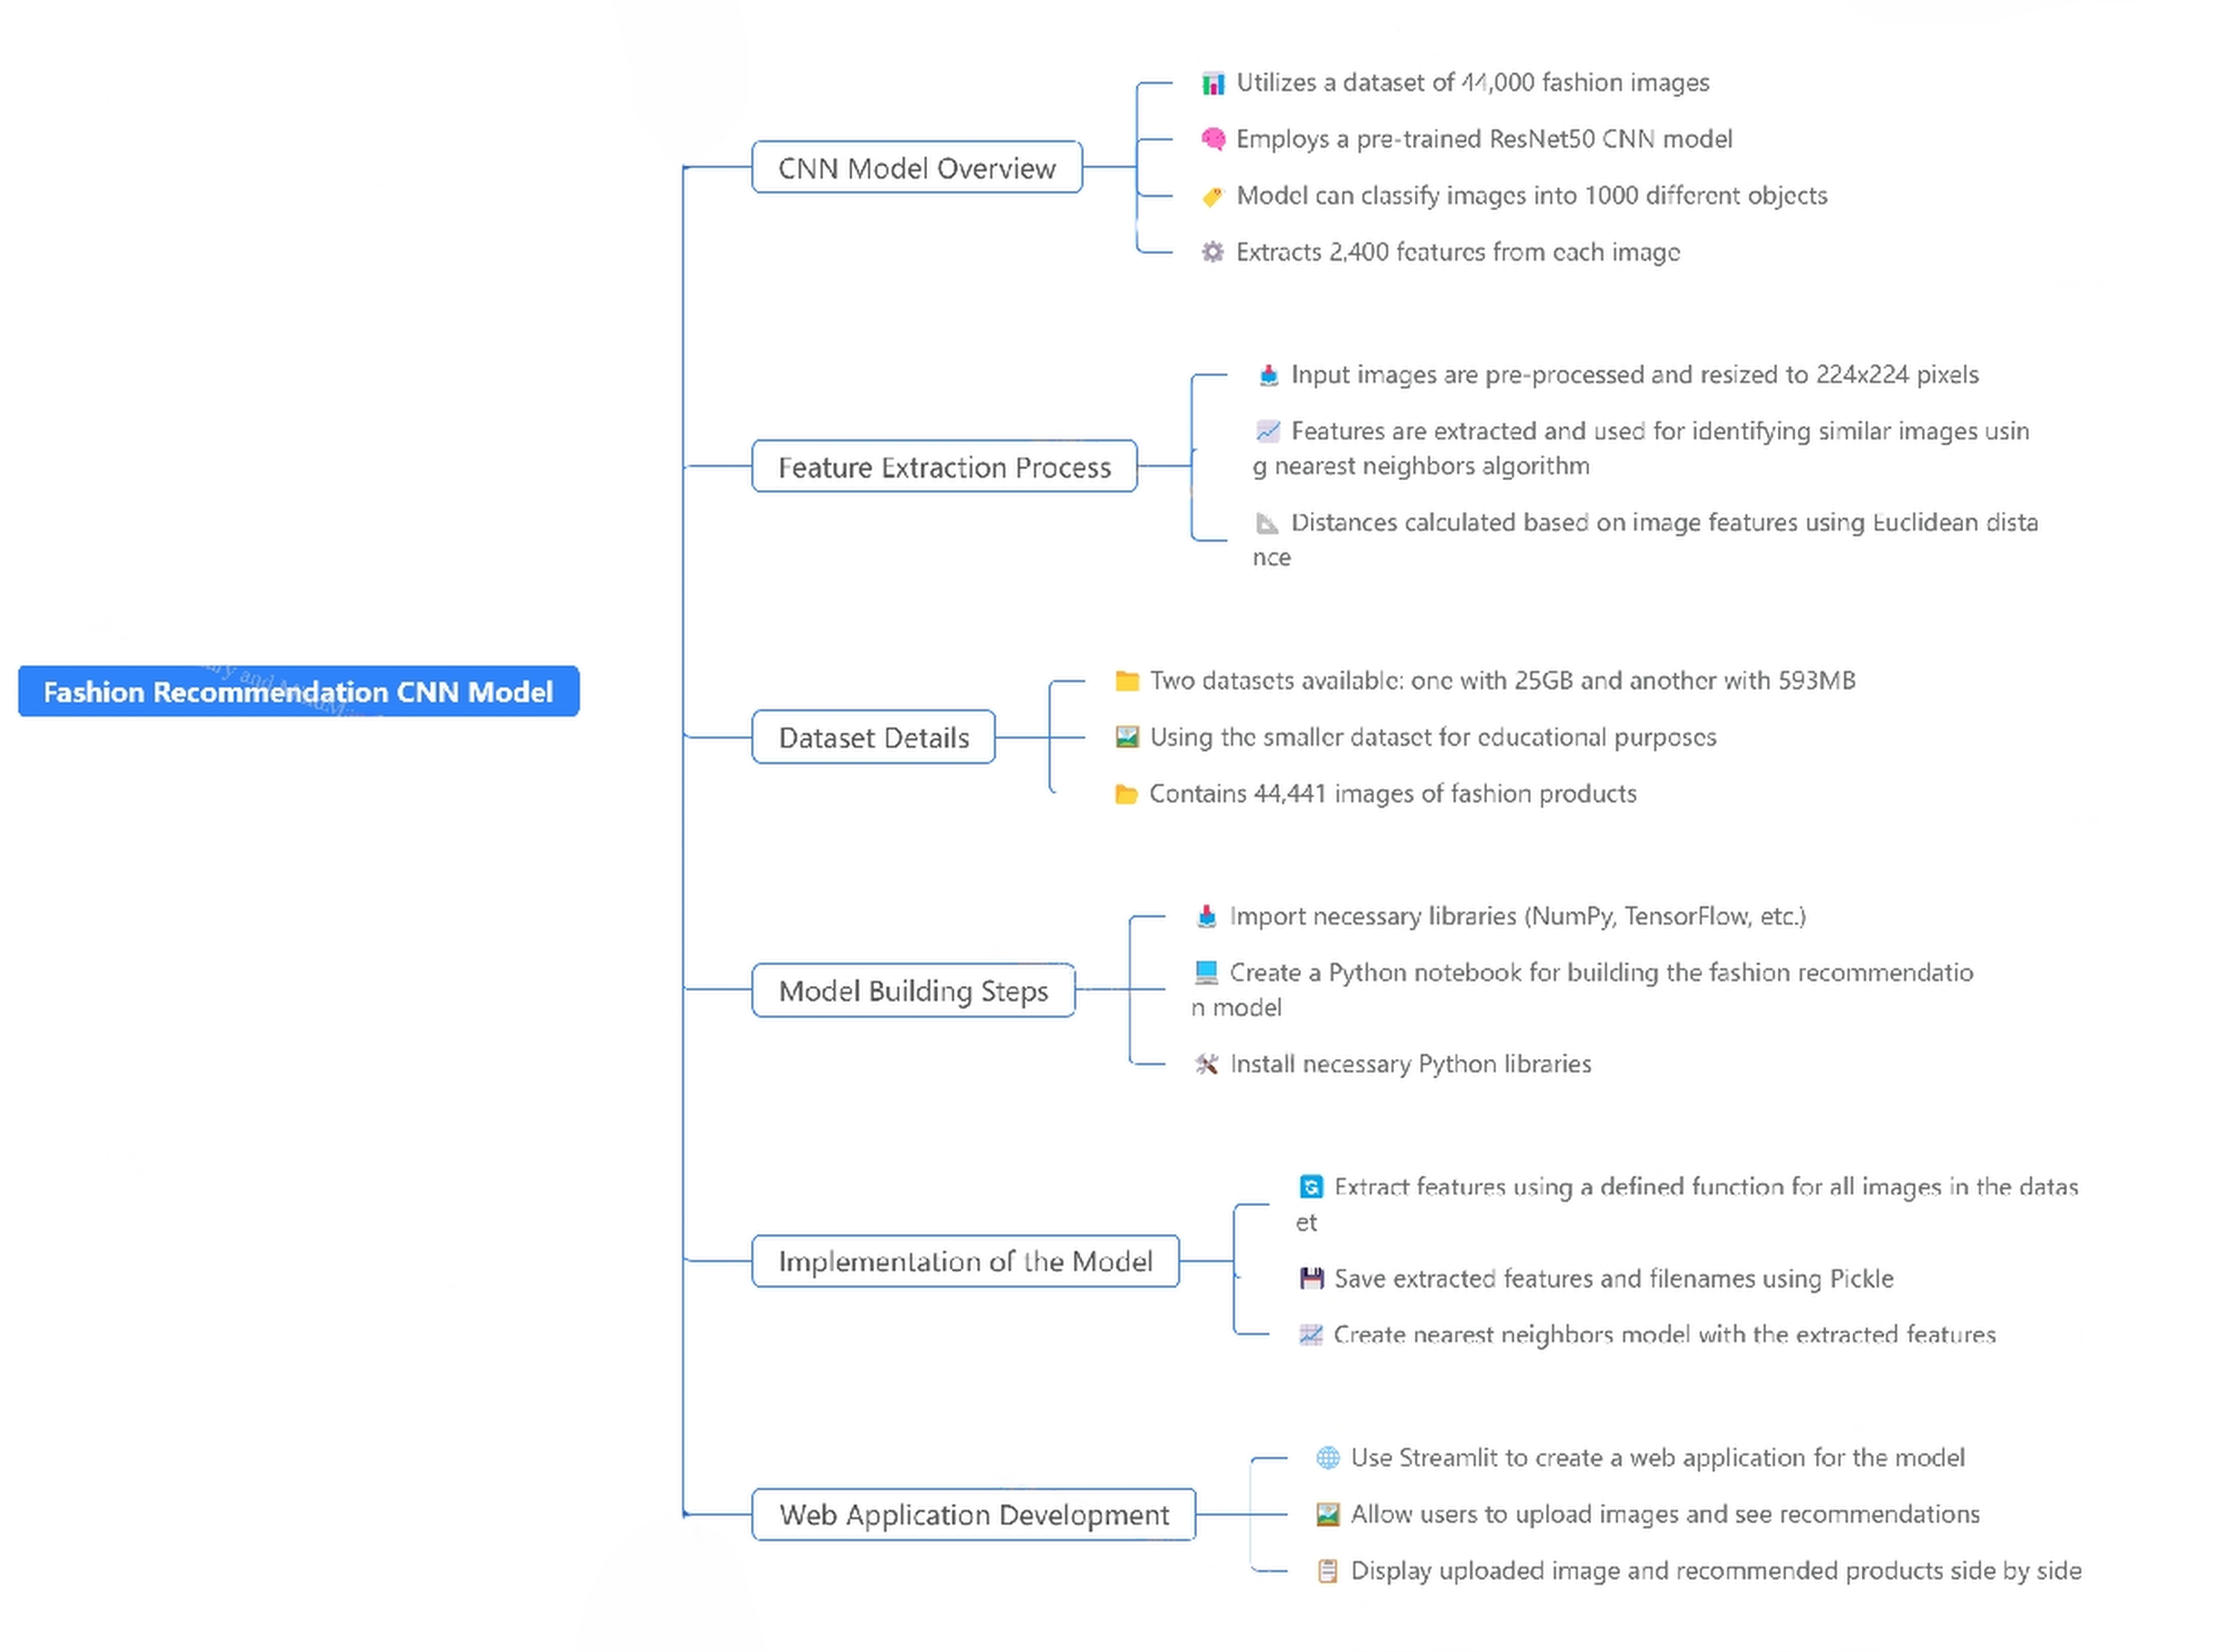 CNN Model Overview
Utilizes a dataset of 44,000 fashion images
Employs a pre-trained ResNet50 CNN model
Model can classify images into 1000 different objects
Extracts 2,400 features from each image
Feature Extraction Process
Input images are pre-processed and resized to 224x224 pixels
Features are extracted and used for identifying similar images usin
g nearest neighbors algorithm
Distances calculated based on image features using Euclidean dista
nce
Fashion Recommendation CNN Model
Dataset Details
Two datasets available: one with 25GB and another with 593MB
Using the smaller dataset for educational purposes
Contains 44,441 images of fashion products
Model Building Steps
Import necessary libraries (NumPy, TensorFlow, etc.)
Create a Python notebook for building the fashion recommendatio
n model
Install necessary Python libraries
Implementation of the Model
Extract features using a defined function for all images in the datas
et
Save extracted features and filenames using Pickle
Create nearest neighbors model with the extracted features
Web Application Development
Use Streamlit to create a web application for the model
Allow users to upload images and see recommendations
Display uploaded image and recommended products side by side